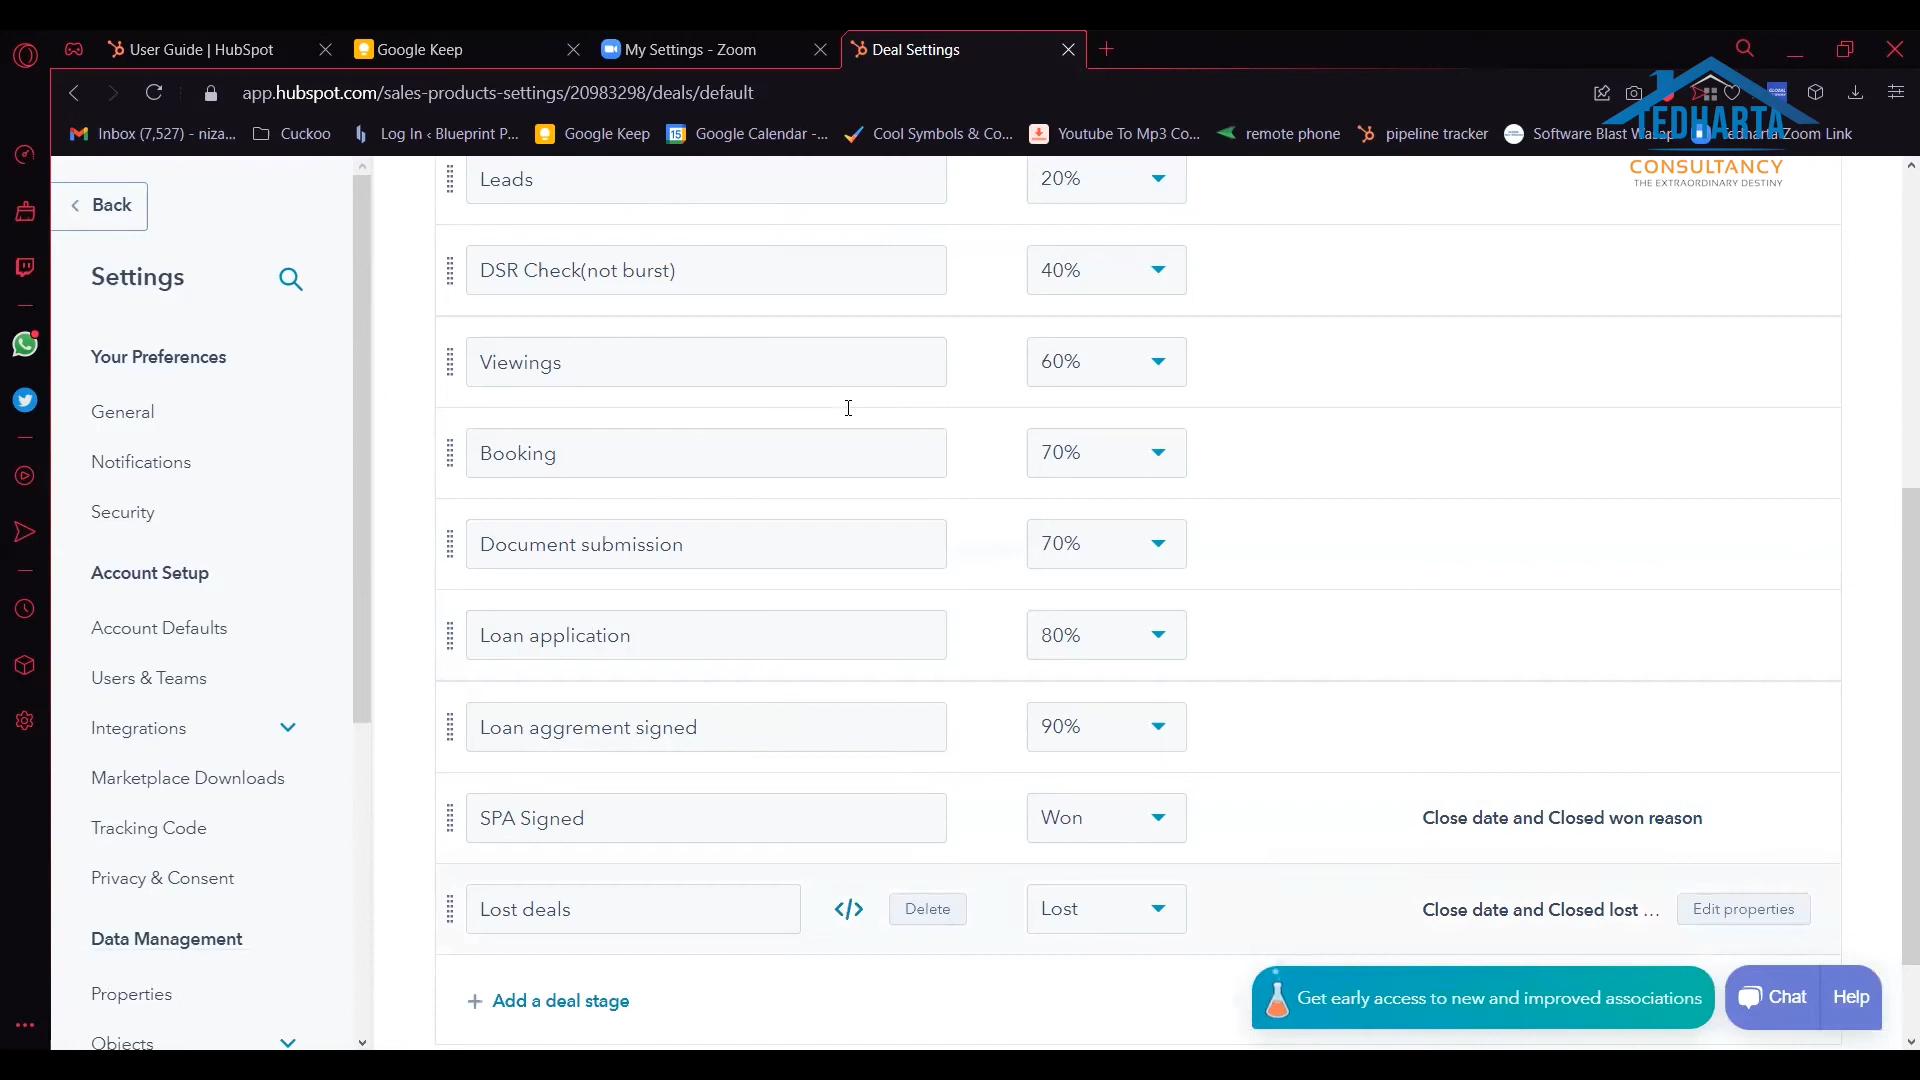 User Guide | HubSpot
Google Keep
My Settings - Zoom
Deal Settings
app.hubspot.com/sales-products-settings/20983298/deals/default
Inbox (7,527) - niza...
Cuckoo
Log In ‹ Blueprint P...
Google Keep
15
Google Calendar -...
Cool Symbols & Co...
Youtube To Mp3 Co...
remote phone
pipeline tracker
Software Blast Wasap
Tedharta Zoom Link
TEDHARTA
CONSULTANCY
THE EXTRAORDINARY DESTINY
Back
Settings
Your Preferences
General
Notifications
Security
Account Setup
Account Defaults
Users & Teams
Integrations
Marketplace Downloads
Tracking Code
Privacy & Consent
Data Management
Properties
Objects
Leads
20%
DSR Check(not burst)
40%
Viewings
60%
Booking
70%
Document submission
70%
Loan application
80%
Loan aggrement signed
90%
SPA Signed
Won
Close date and Closed won reason
Lost deals
</>
Delete
Lost
Close date and Closed lost ...
Edit properties
+ Add a deal stage
Get early access to new and improved associations
Chat
Help